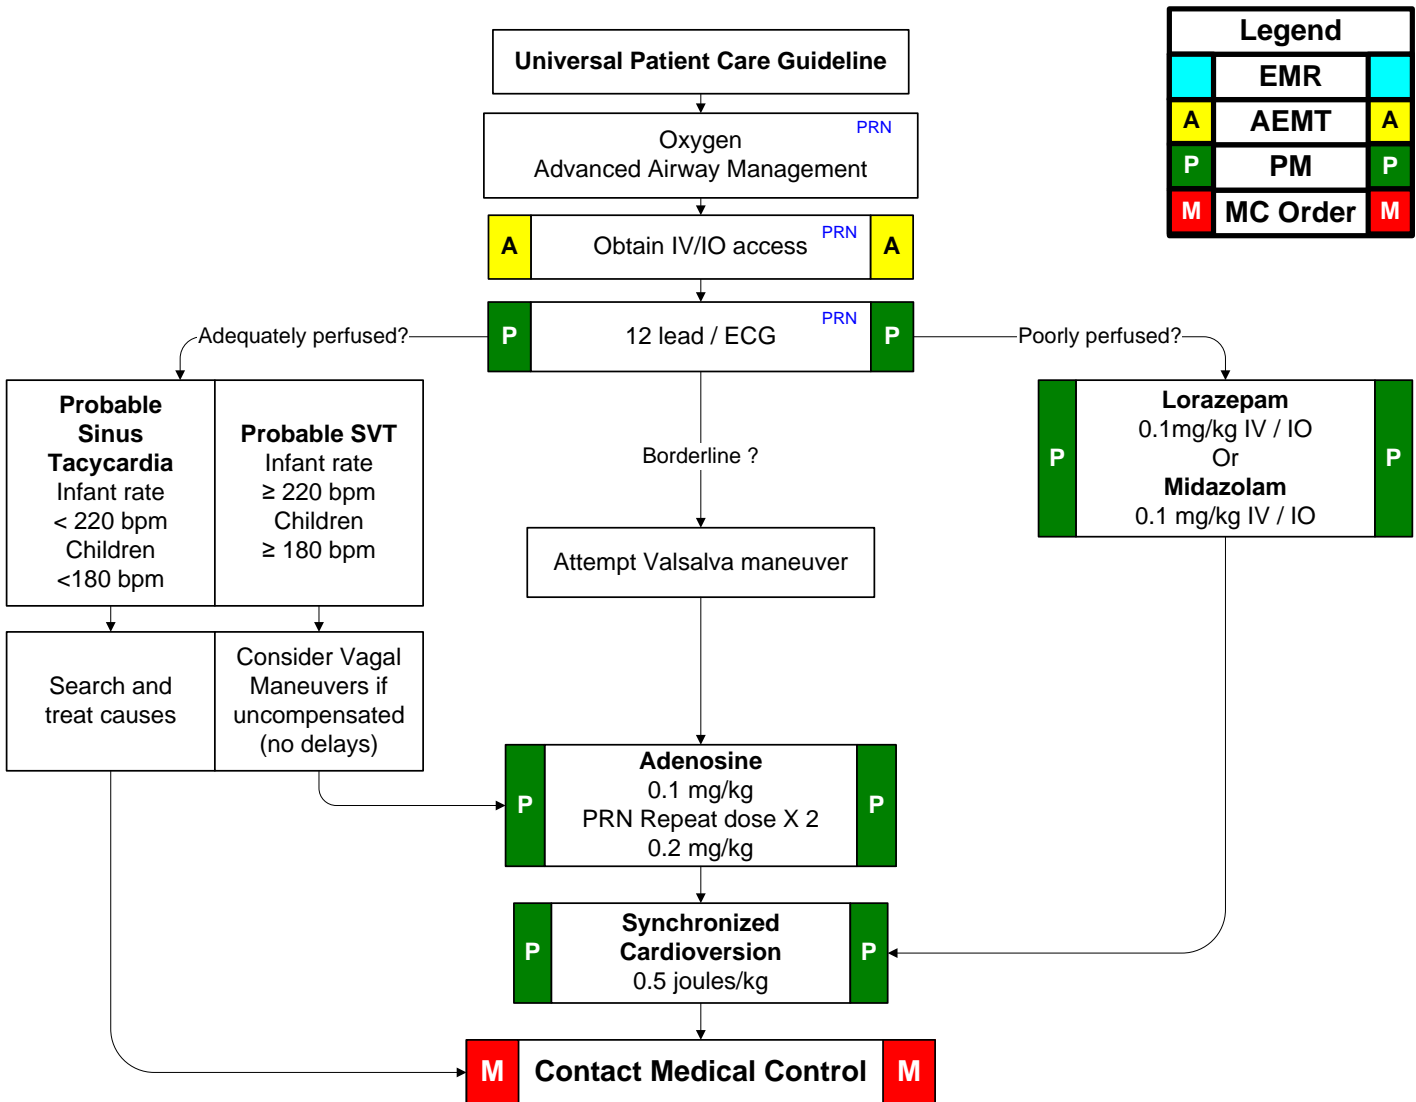 Legend
EMR
A AEMT A
P PM P
M MC Order M
Universal Patient Care Guideline
PRN
Oxygen
Advanced Airway Management
PRN
A Obtain IV/IO access A
PRN
P 12 lead / ECG P
Adequately perfused?
Poorly perfused?
Borderline ?
Probable
Sinus
Tacycardia
Infant rate
< 220 bpm
Children
<180 bpm
Probable SVT
Infant rate
≥ 220 bpm
Children
≥ 180 bpm
Search and
treat causes
Consider Vagal
Maneuvers if
uncompensated
(no delays)
Attempt Valsalva maneuver
Lorazepam
0.1mg/kg IV / IO
P Or P
Midazolam
0.1 mg/kg IV / IO
Adenosine
0.1 mg/kg
P PRN Repeat dose X 2 P
0.2 mg/kg
Synchronized
P Cardioversion P
0.5 joules/kg
M Contact Medical Control M